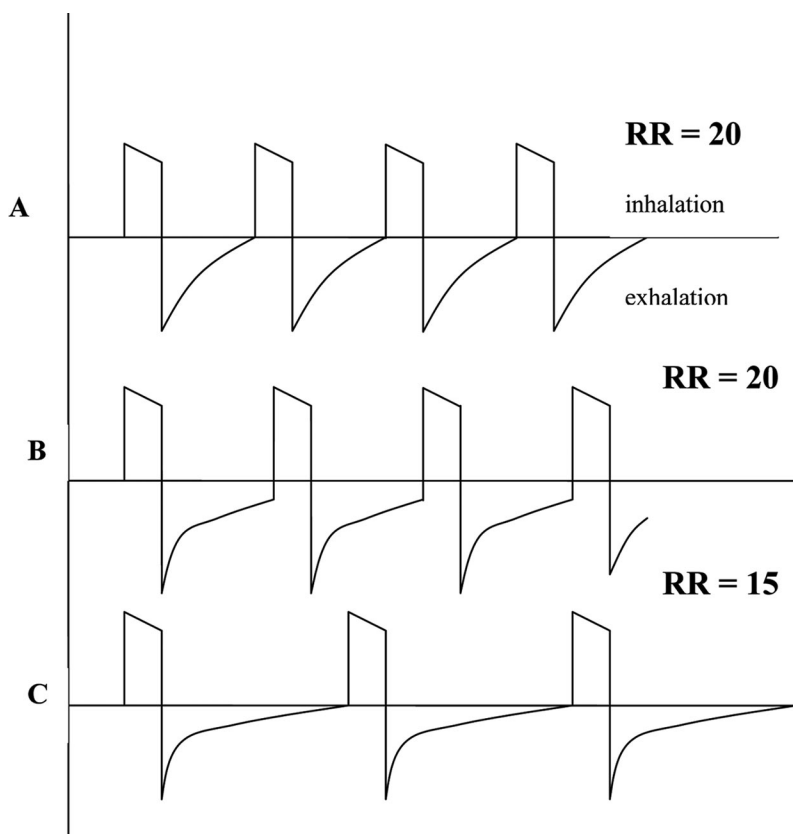 RR = 20
A
inhalation
exhalation
RR = 20
B
RR = 15
C